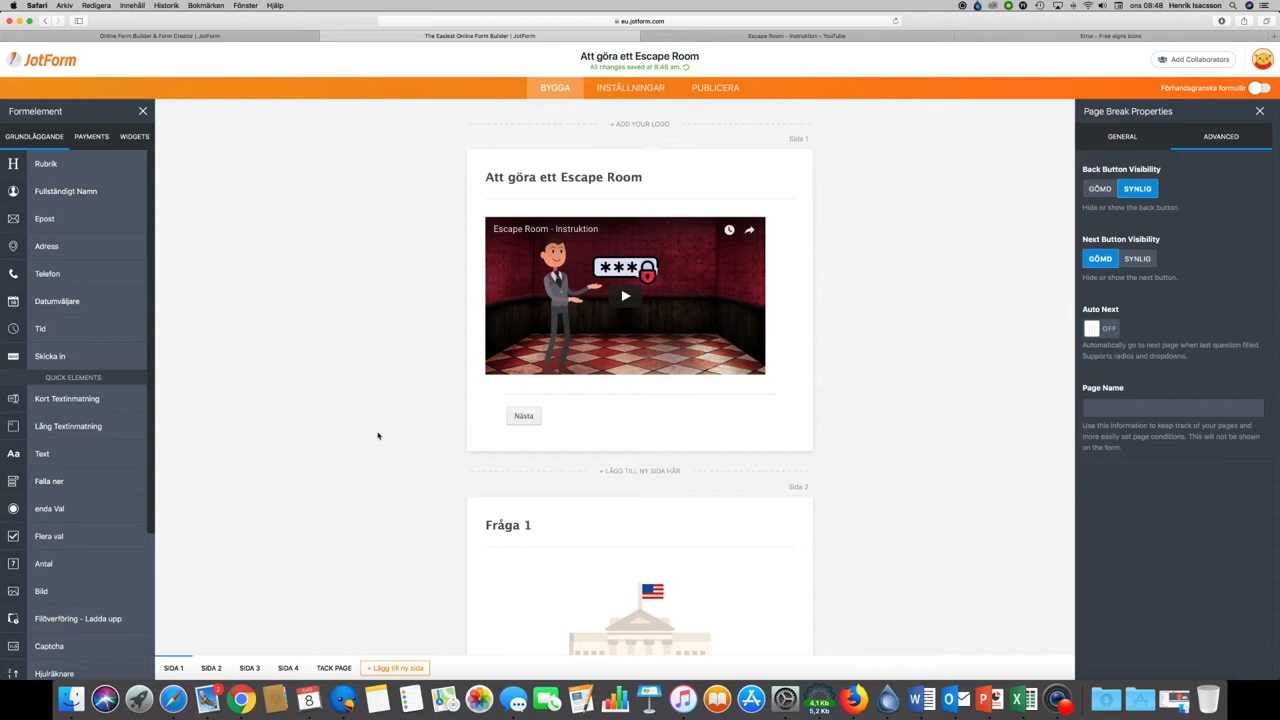 Safari Arkiv Redigera Innehåll Historik Bokmärken Fönster Hjälp
ons 08:48 Henrik Isacsson
eu.jotform.com
Online Form Builder & Form Creator | JotForm
The Easiest Online Form Builder | JotForm
Escape Room - Instruktion - YouTube
Error - Free signs icons
JotForm
Att göra ett Escape Room
All changes saved at 8:48 am.
Add Collaborators
BYGGA INSTÄLLNINGAR PUBLICERA
Förhandsgranska formulär
Formelement
GRUNDLÄGGANDE PAYMENTS WIDGETS
H Rubrik
Fullständigt Namn
Epost
Adress
Telefon
Datumväljare
Tid
Skicka in
QUICK ELEMENTS
Kort Textinmatning
Lång Textinmatning
Aa Text
Falla ner
enda Val
Flera val
7 Antal
Bild
Filöverföring - Ladda upp
Captcha
Hjulräknare
+ ADD YOUR LOGO
Sida 1
Att göra ett Escape Room
Escape Room - Instruktion
***
Nästa
+ LÄGG TILL NY SIDA HÄR
Sida 2
Fråga 1
SIDA 1 SIDA 2 SIDA 3 SIDA 4 TACK PAGE + Lägg till ny sida
Page Break Properties
GENERAL ADVANCED
Back Button Visibility
GÖMD SYNLIG
Hide or show the back button.
Next Button Visibility
GÖMD SYNLIG
Hide or show the next button.
Auto Next
OFF
Automatically go to next page when last question filled.
Supports radios and dropdowns.
Page Name
Use this information to keep track of your pages and
more easily set page conditions. This will not be shown
on the form.
2
4,1 Kb
5,2 Kb